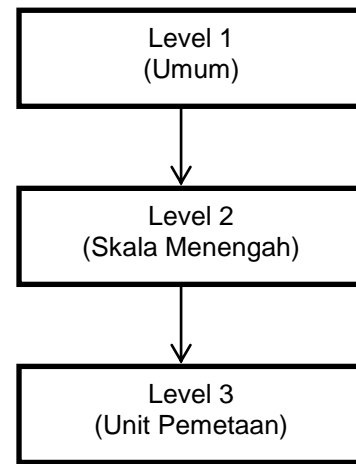 Level 1
(Umum)
Level 2
(Skala Menengah)
Level 3
(Unit Pemetaan)